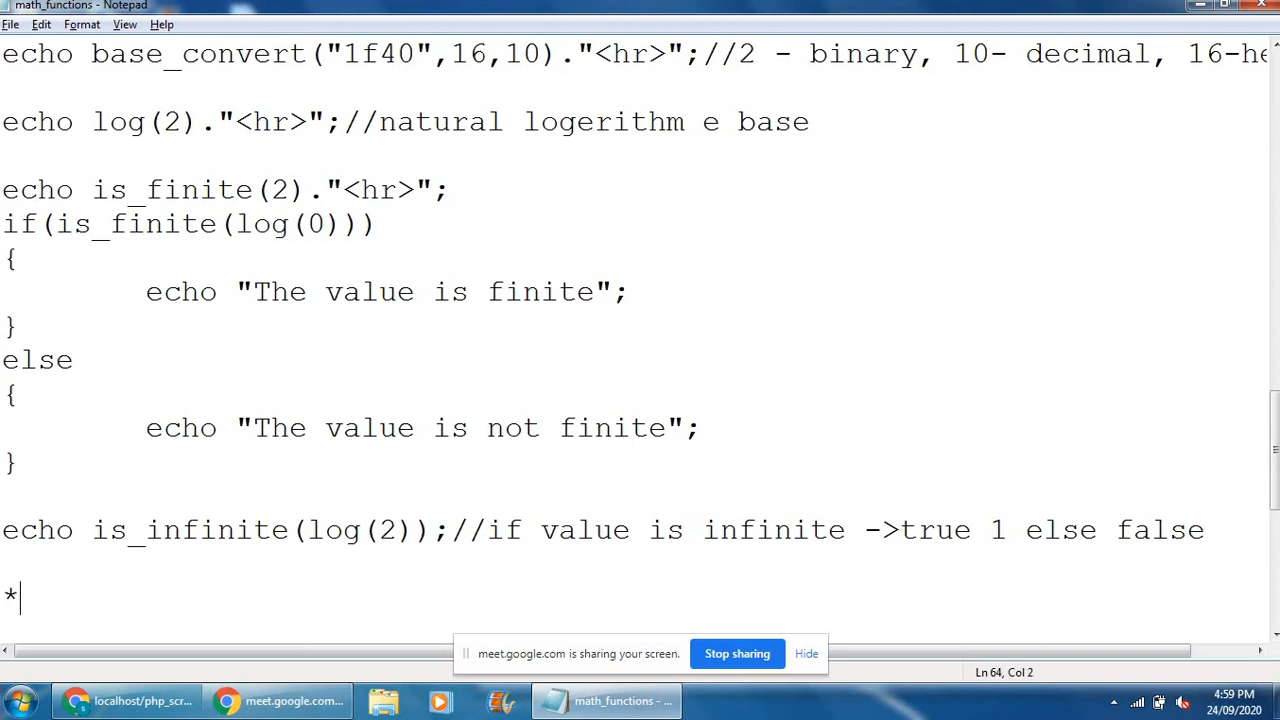 math_functions - Notepad
File Edit Format View Help
echo base_convert("1f40",16,10)."<hr>";//2 - binary, 10- decimal, 16-he
echo log(2)."<hr>";//natural logerithm e base
echo is_finite(2)."<hr>";
if(is_finite(log(0)))
{
echo "The value is finite";
}
else
{
echo "The value is not finite";
}
echo is_infinite(log(2));//if value is infinite ->true 1 else false
*
meet.google.com is sharing your screen. Stop sharing Hide
Ln 64, Col 2
localhost/php_scr... meet.google.com... math_functions - ... 4:59 PM
24/09/2020